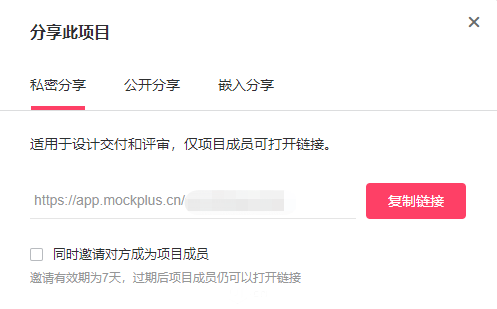 分享此项目
私密分享 公开分享 嵌入分享
适用于设计交付和评审，仅项目成员可打开链接。
https://app.mockplus.cn/
复制链接
同时邀请对方成为项目成员
邀请有效期为7天，过期后项目成员仍可以打开链接